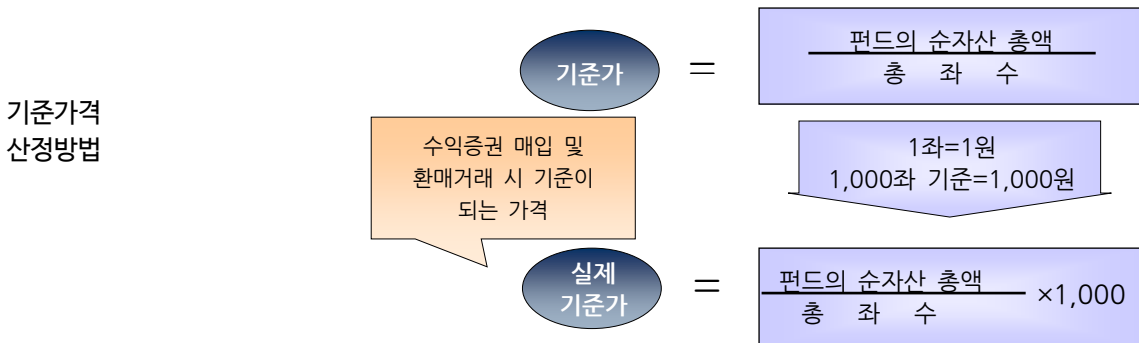 기준가격
산정방법
기준가
=
펀드의 순자산 총액
총 좌 수
수익증권 매입 및
환매거래 시 기준이
되는 가격
1좌=1원
1,000좌 기준=1,000원
실제
기준가
=
펀드의 순자산 총액
총 좌 수
×1,000